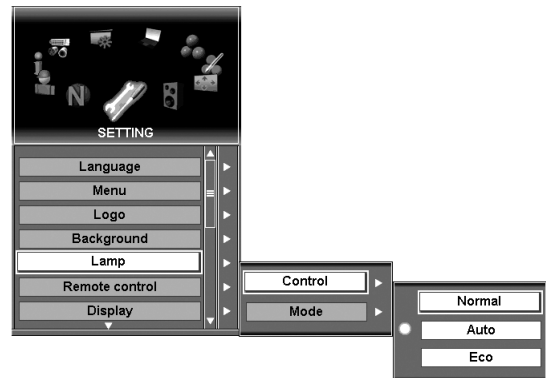 N
SETTING
Language
Menu
Logo
Background
Lamp
Remote control
Display
Control
Mode
Normal
Auto
Eco